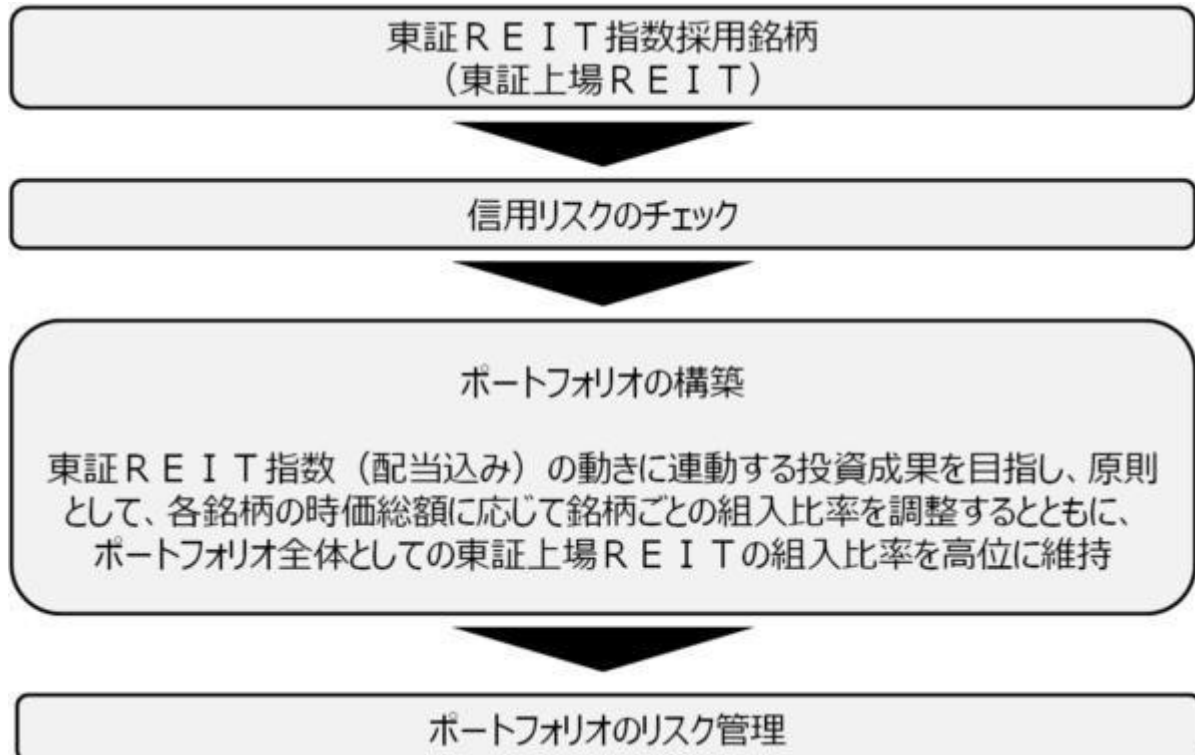 東証ＲＥＩＴ指数採用銘柄
（東証上場ＲＥＩＴ）
信用リスクのチェック
ポートフォリオの構築
東証ＲＥＩＴ指数（配当込み）の動きに連動する投資成果を目指し、原則
として、各銘柄の時価総額に応じて銘柄ごとの組入比率を調整するとともに、
ポートフォリオ全体としての東証上場ＲＥＩＴの組入比率を高位に維持
ポートフォリオのリスク管理